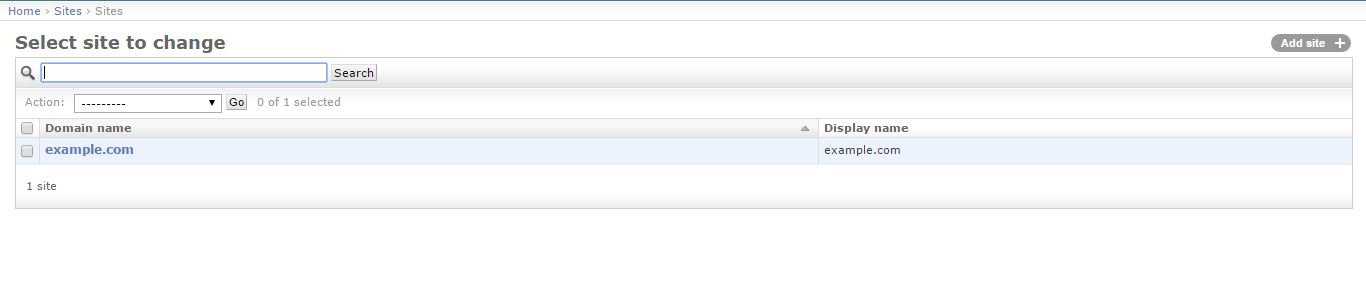 Home › Sites › Sites
Select site to change
Add site +
Search
Action: --------- Go 0 of 1 selected
Domain name Display name
example.com example.com
1 site